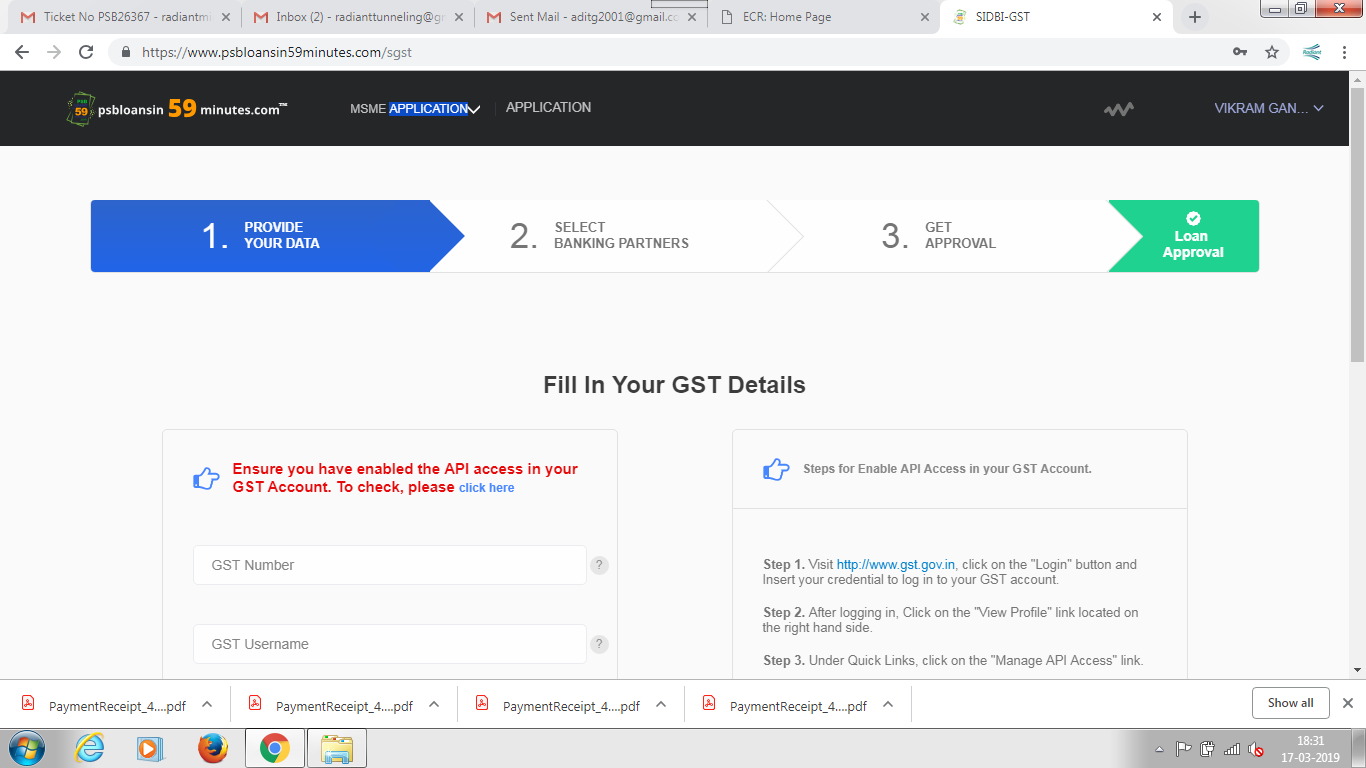 Ticket No PSB26367 - radiantmi
Inbox (2) - radianttunneling@gr
Sent Mail - aditg2001@gmail.co
ECR: Home Page
SIDBI-GST
https://www.psbloansin59minutes.com/sgst
Radiant
PSB
59
psbloansin 59 minutes.com™
MSME APPLICATION
APPLICATION
VIKRAM GAN...
1. PROVIDE
YOUR DATA
2. SELECT
BANKING PARTNERS
3. GET
APPROVAL
Loan
Approval
Fill In Your GST Details
Ensure you have enabled the API access in your
GST Account. To check, please click here
GST Number
?
GST Username
?
Steps for Enable API Access in your GST Account.
Step 1. Visit http://www.gst.gov.in, click on the "Login" button and
Insert your credential to log in to your GST account.
Step 2. After logging in, Click on the "View Profile" link located on
the right hand side.
Step 3. Under Quick Links, click on the "Manage API Access" link.
PaymentReceipt_4....pdf
PaymentReceipt_4....pdf
PaymentReceipt_4....pdf
PaymentReceipt_4....pdf
Show all
18:31
17-03-2019